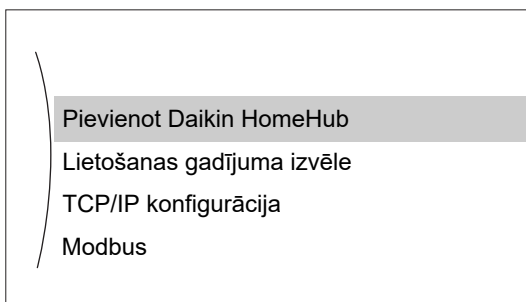 Pievienot Daikin HomeHub
Lietošanas gadījuma izvēle
TCP/IP konfigurācija
Modbus